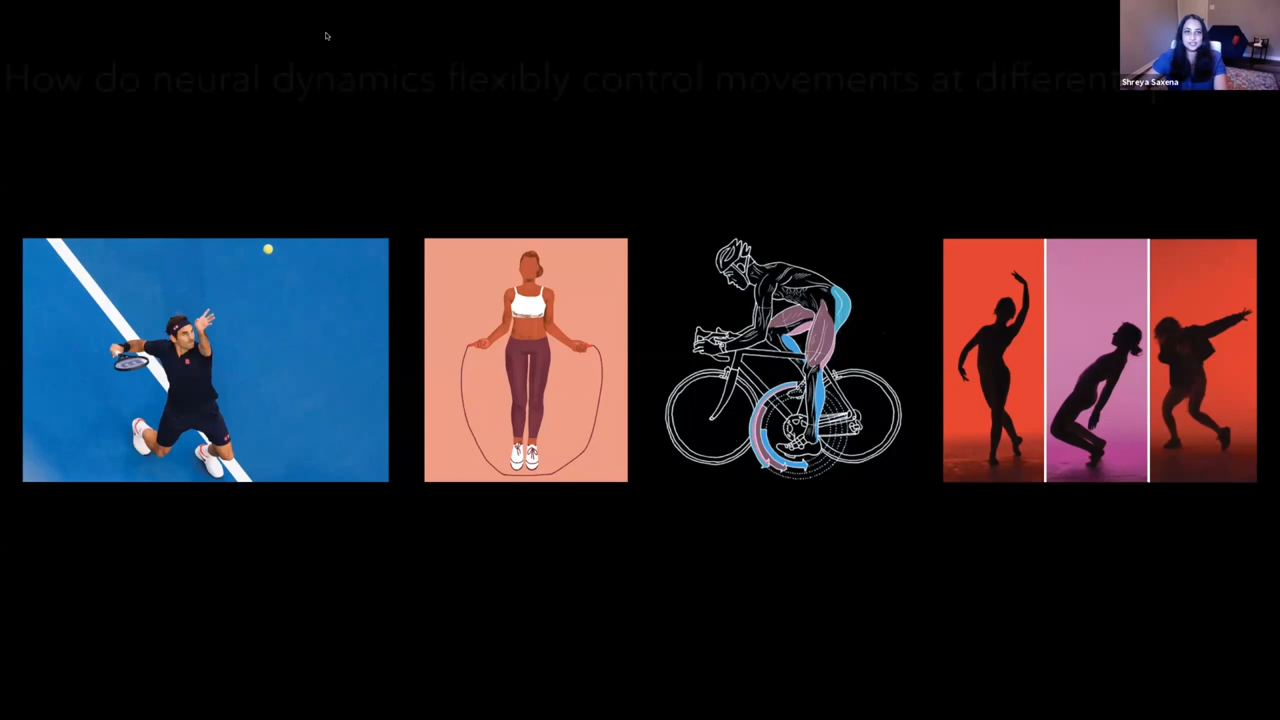 How do neural dynamics flexibly control movements at different
Shreya Saxena